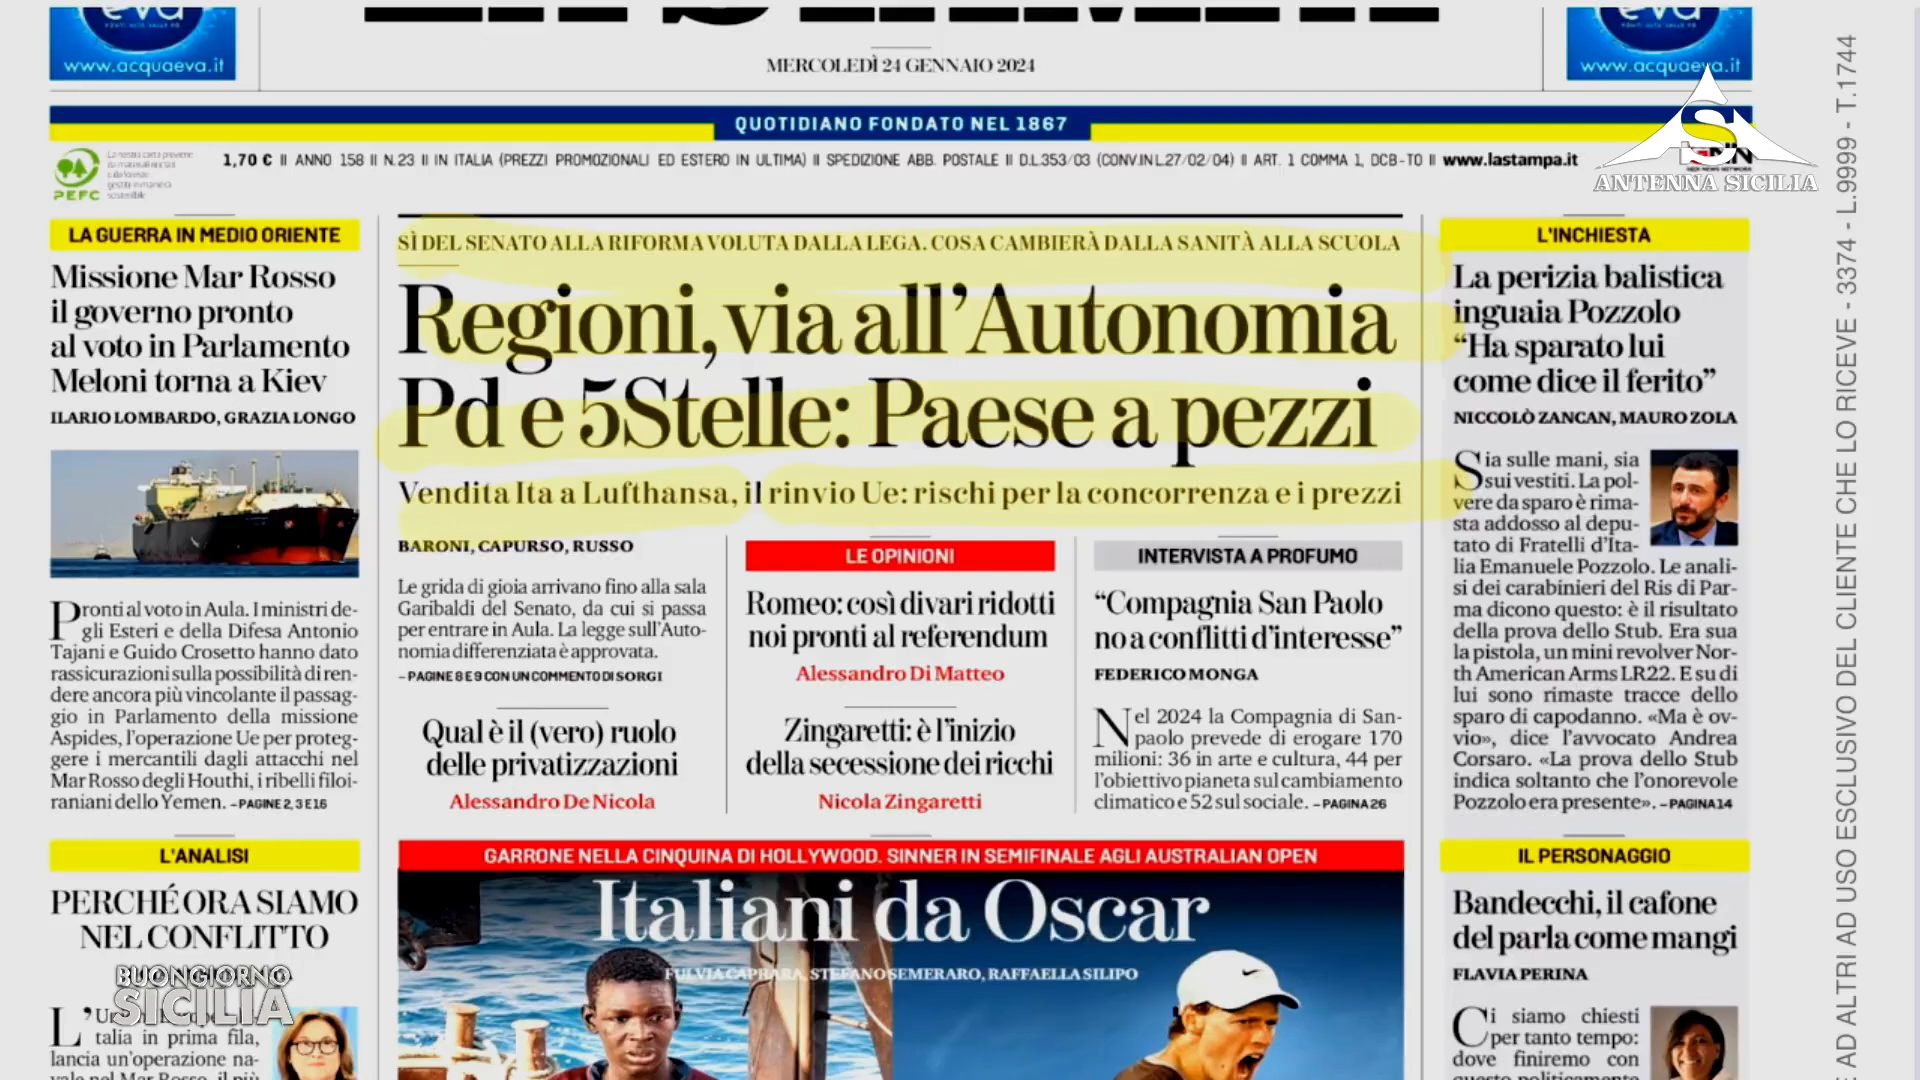 www.acquaeva.it
MERCOLEDÌ 24 GENNAIO 2024
www.acquaeva.it
QUOTIDIANO FONDATO NEL 1867
PEFC
1,70 € II ANNO 158 II N.23 II IN ITALIA (PREZZI PROMOZIONALI ED ESTERO IN ULTIMA) II SPEDIZIONE ABB. POSTALE II D.L.353/03 (CONV.IN L.27/02/04) II ART. 1 COMMA 1, DCB-TO II www.lastampa.it
S
ANTENNA SICILIA
LA GUERRA IN MEDIO ORIENTE
Missione Mar Rosso
il governo pronto
al voto in Parlamento
Meloni torna a Kiev
ILARIO LOMBARDO, GRAZIA LONGO
Pronti al voto in Aula. I ministri de-
gli Esteri e della Difesa Antonio
Tajani e Guido Crosetto hanno dato
rassicurazioni sulla possibilità di ren-
dere ancora più vincolante il passag-
gio in Parlamento della missione
Aspides, l'operazione Ue per proteg-
gere i mercantili dagli attacchi nel
Mar Rosso degli Houthi, i ribelli filoi-
raniani dello Yemen. – PAGINE 2, 3 E 16
L'ANALISI
PERCHÉ ORA SIAMO
NEL CONFLITTO
talia in prima fila,
lancia un'operazione na-
vale nel Mar Rosso, il più
BUONGIORNO
SICILIA
SÌ DEL SENATO ALLA RIFORMA VOLUTA DALLA LEGA. COSA CAMBIERÀ DALLA SANITÀ ALLA SCUOLA
Regioni, via all'Autonomia
Pd e 5Stelle: Paese a pezzi
Vendita Ita a Lufthansa, il rinvio Ue: rischi per la concorrenza e i prezzi
BARONI, CAPURSO, RUSSO
Le grida di gioia arrivano fino alla sala
Garibaldi del Senato, da cui si passa
per entrare in Aula. La legge sull'Auto-
nomia differenziata è approvata.
– PAGINE 8 E 9 CON UN COMMENTO DI SORGI
Qual è il (vero) ruolo
delle privatizzazioni
Alessandro De Nicola
LE OPINIONI
Romeo: così divari ridotti
noi pronti al referendum
Alessandro Di Matteo
Zingaretti: è l'inizio
della secessione dei ricchi
Nicola Zingaretti
INTERVISTA A PROFUMO
“Compagnia San Paolo
no a conflitti d'interesse”
FEDERICO MONGA
Nel 2024 la Compagnia di San-
paolo prevede di erogare 170
milioni: 36 in arte e cultura, 44 per
l'obiettivo pianeta sul cambiamento
climatico e 52 sul sociale. – PAGINA 26
GARRONE NELLA CINQUINA DI HOLLYWOOD. SINNER IN SEMIFINALE AGLI AUSTRALIAN OPEN
Italiani da Oscar
FULVIA CAPRARA, STEFANO SEMERARO, RAFFAELLA SILIPO
L'INCHIESTA
La perizia balistica
inguaia Pozzolo
“Ha sparato lui
come dice il ferito”
NICCOLÒ ZANCAN, MAURO ZOLA
Sia sulle mani, sia
sui vestiti. La pol-
vere da sparo è rima-
sta addosso al depu-
tato di Fratelli d'Ita-
lia Emanuele Pozzolo. Le anali-
si dei carabinieri del Ris di Par-
ma dicono questo: è il risultato
della prova dello Stub. Era sua
la pistola, un mini revolver Nor-
th American Arms LR22. E su di
lui sono rimaste tracce dello
sparo di capodanno. «Ma è ov-
vio», dice l'avvocato Andrea
Corsaro. «La prova dello Stub
indica soltanto che l'onorevole
Pozzolo era presente». – PAGINA 14
IL PERSONAGGIO
Bandecchi, il cafone
del parla come mangi
FLAVIA PERINA
Ci siamo chiesti
per tanto tempo:
dove finiremo con
questo politicamente
E AD ALTRI AD USO ESCLUSIVO DEL CLIENTE CHE LO RICEVE - 3374 - L.9999 - T.1744